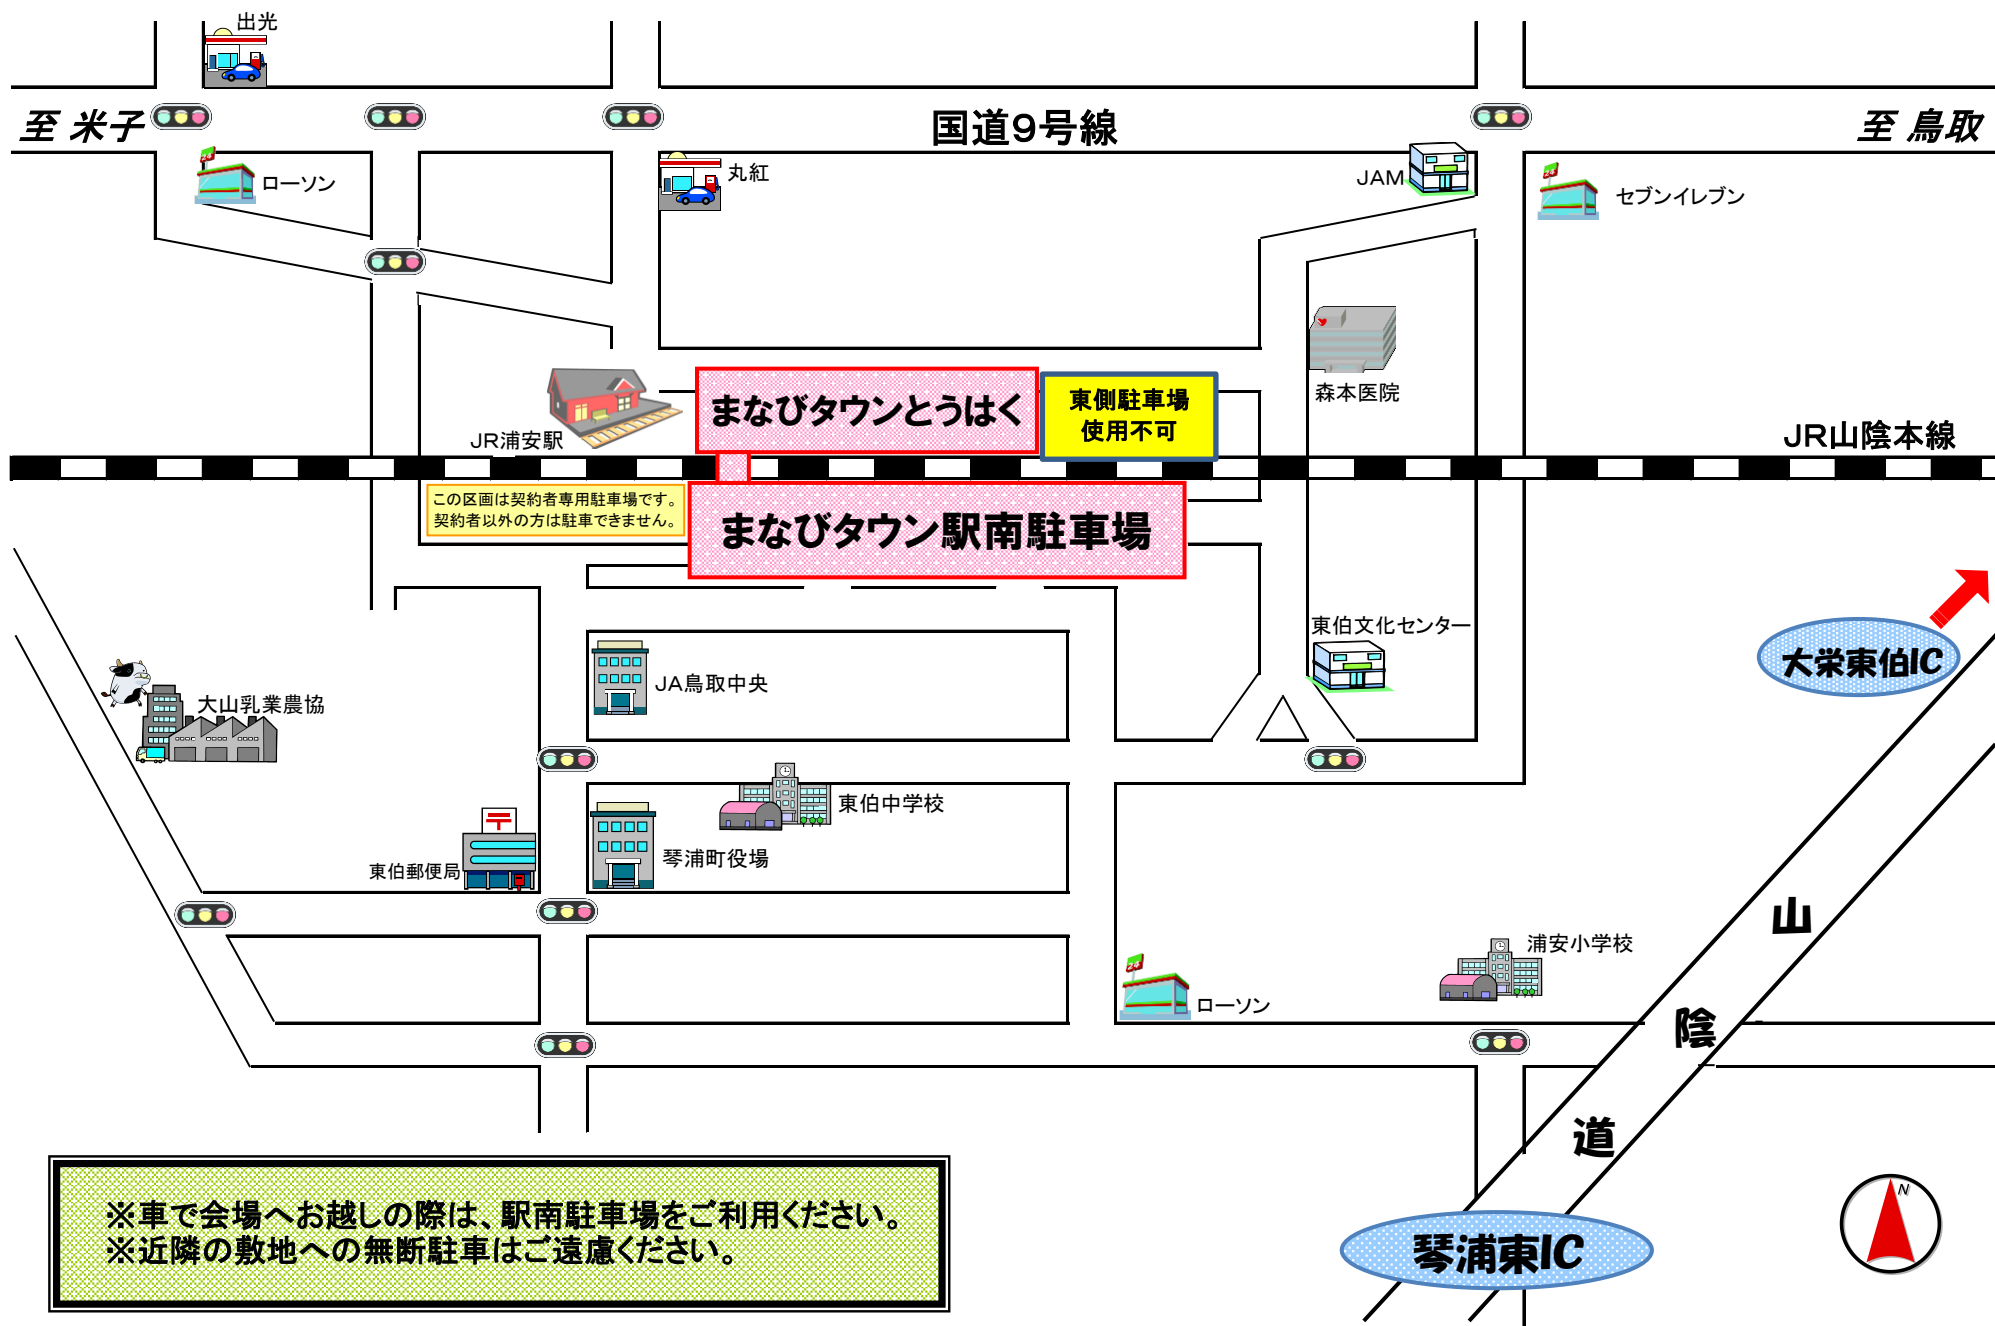 出光
至 米子
国道9号線
至 鳥取
ローソン
丸紅
JAM
セブンイレブン
森本医院
まなびタウンとうはく
東側駐車場
使用不可
JR浦安駅
JR山陰本線
この区画は契約者専用駐車場です。
契約者以外の方は駐車できません。
まなびタウン駅南駐車場
東伯文化センター
大栄東伯IC
JA鳥取中央
大山乳業農協
東伯中学校
琴浦町役場
東伯郵便局
山
陰
道
浦安小学校
ローソン
琴浦東IC
N
※車で会場へお越しの際は、駅南駐車場をご利用ください。
※近隣の敷地への無断駐車はご遠慮ください。
24
24
24
〒